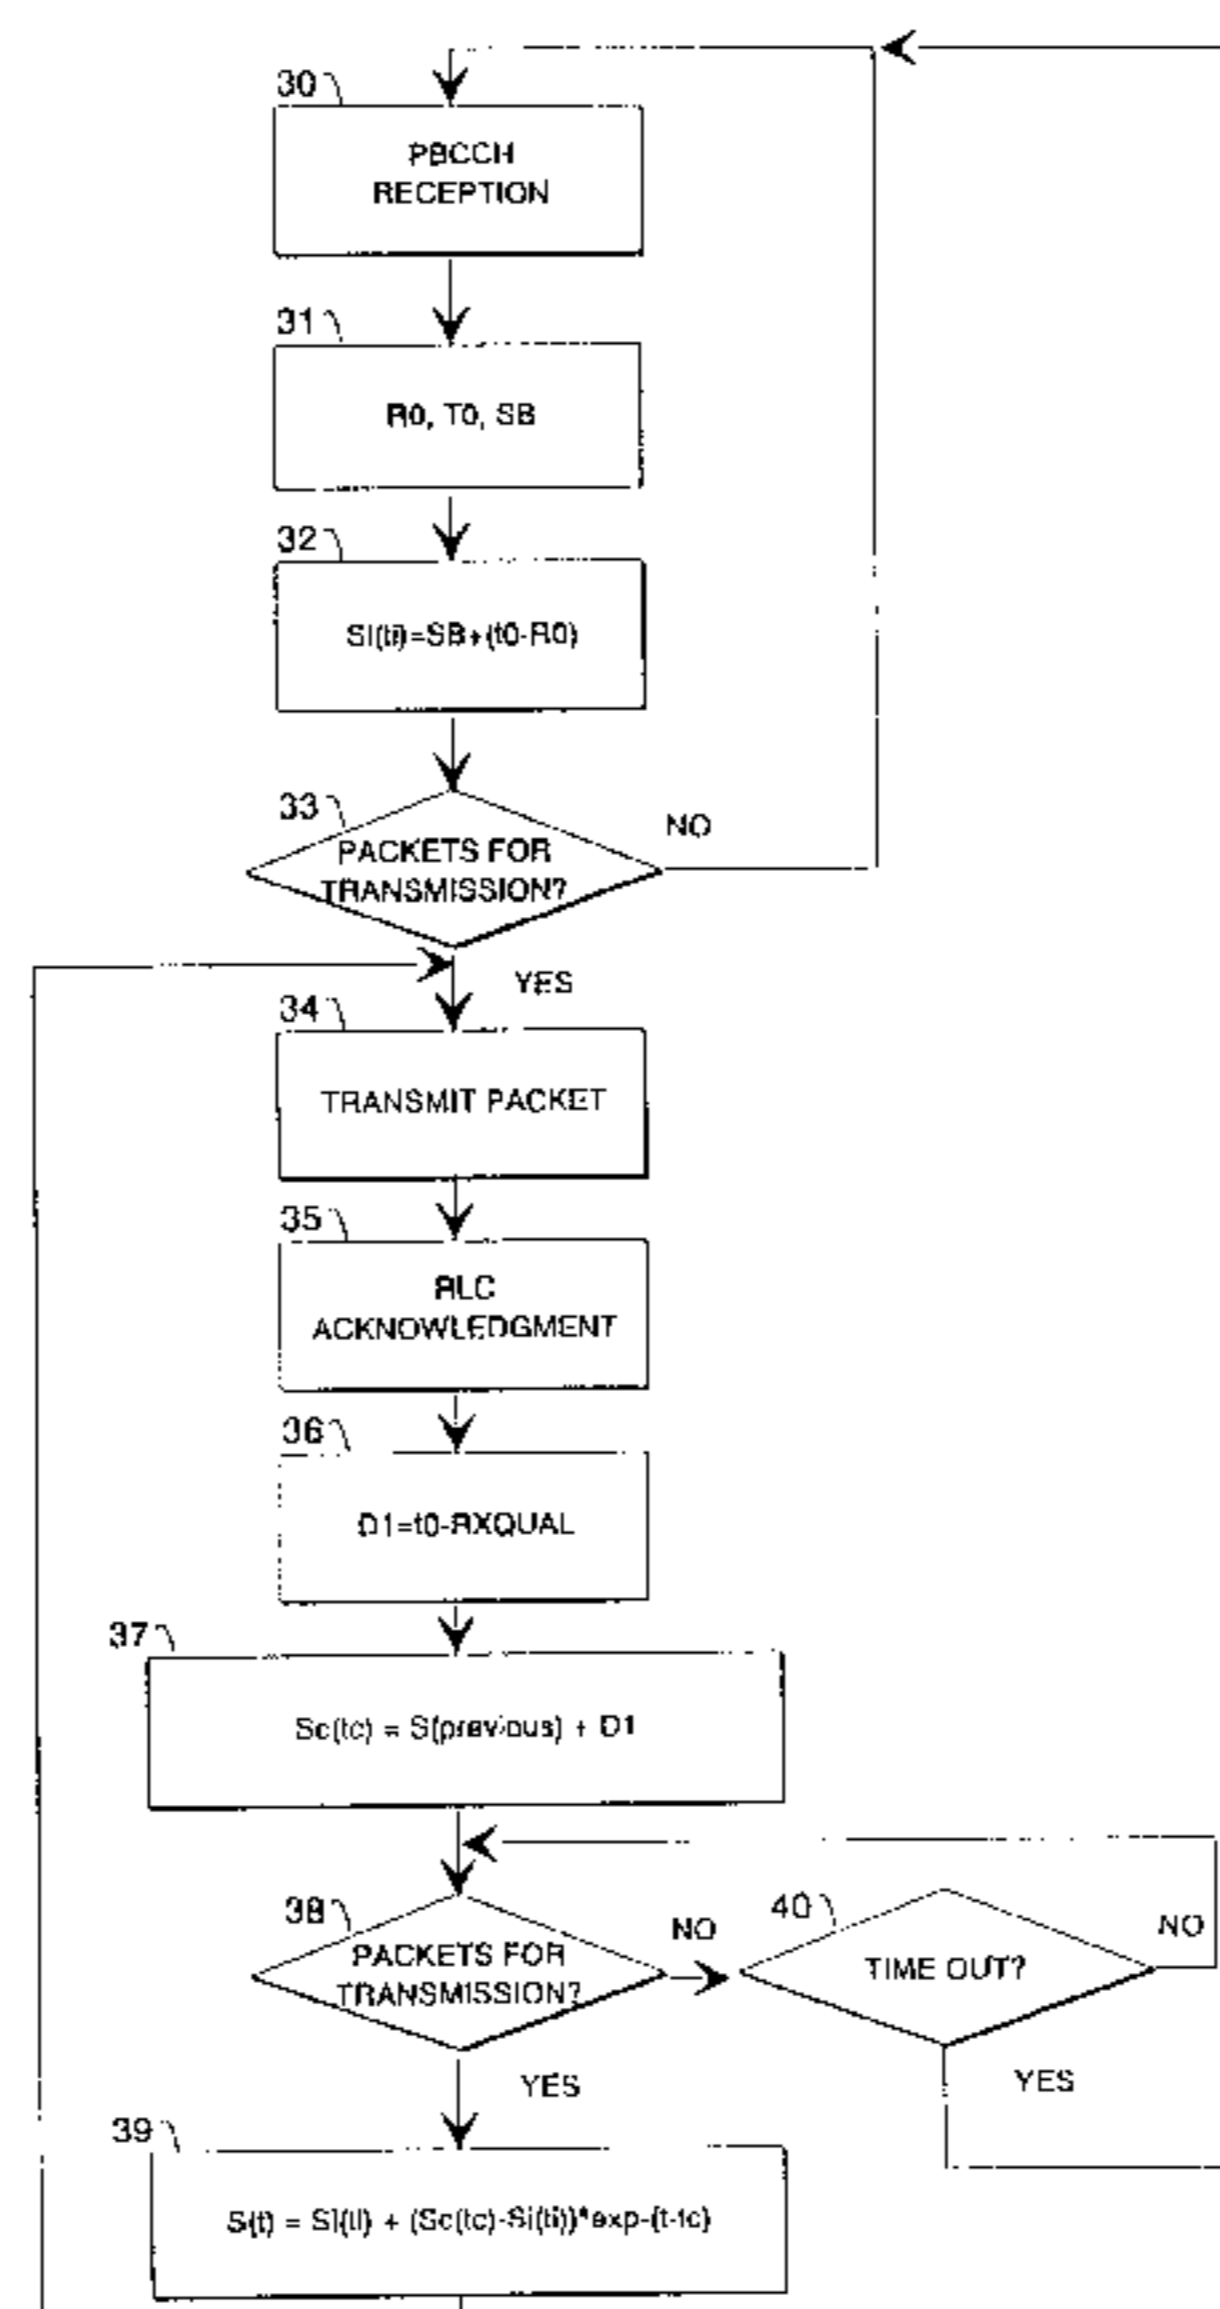 30
PBCCH
RECEPTION
31
R0, T0, SB
32
Si(ti)=SB+(t0-R0)
33
PACKETS FOR
TRANSMISSION?
NO
YES
34
TRANSMIT PACKET
35
RLC
ACKNOWLEDGMENT
36
D1=t0-RXQUAL
37
Sc(tc) = S(previous) + D1
38
PACKETS FOR
TRANSMISSION?
NO
40
TIME OUT?
NO
YES
YES
39
S(t) = Si(ti) + (Sc(tc)-Si(ti))*exp-(t-tc)